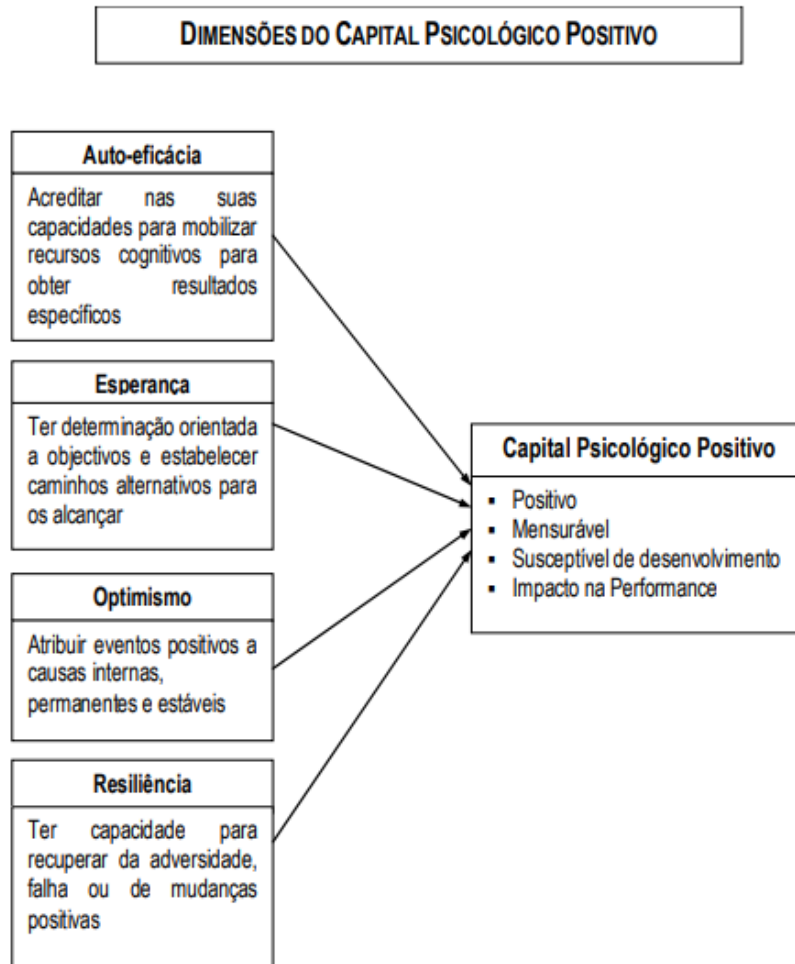 DIMENSÕES DO CAPITAL PSICOLÓGICO POSITIVO
Auto-eficácia
Acreditar nas suas
capacidades para mobilizar
recursos cognitivos para
obter resultados
específicos
Esperança
Ter determinação orientada
a objectivos e estabelecer
caminhos alternativos para
os alcançar
Optimismo
Atribuir eventos positivos a
causas internas,
permanentes e estáveis
Resiliência
Ter capacidade para
recuperar da adversidade,
falha ou de mudanças
positivas
Capital Psicológico Positivo
▪ Positivo
▪ Mensurável
▪ Susceptível de desenvolvimento
▪ Impacto na Performance